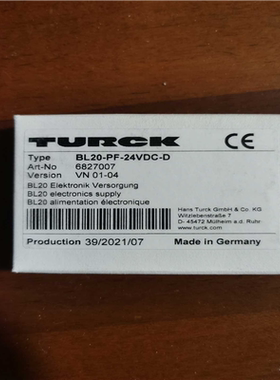 TURCK
CE
Type BL20-PF-24VDC-D
Art-No 6827007
Version VN 01-04
BL20 Elektronik Versorgung
BL20 electronics supply
BL20 alimentation électronique
Hans Turck GmbH & Co. KG
Witzlebenstraße 7
D- 45472 Mülheim a.d. Ruhr
www.turck.com
Production 39/2021/07
Made in Germany